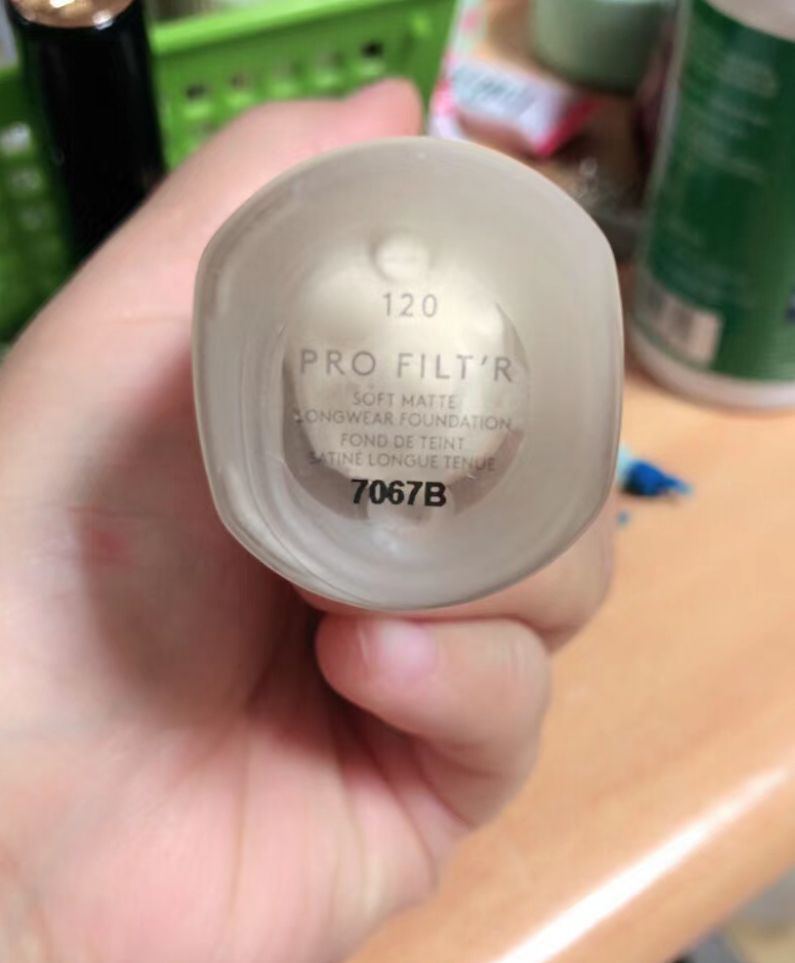 120
PRO FILT'R
SOFT MATTE
LONGWEAR FOUNDATION
FOND DE TEINT
SATINÉ LONGUE TENUE
7067B